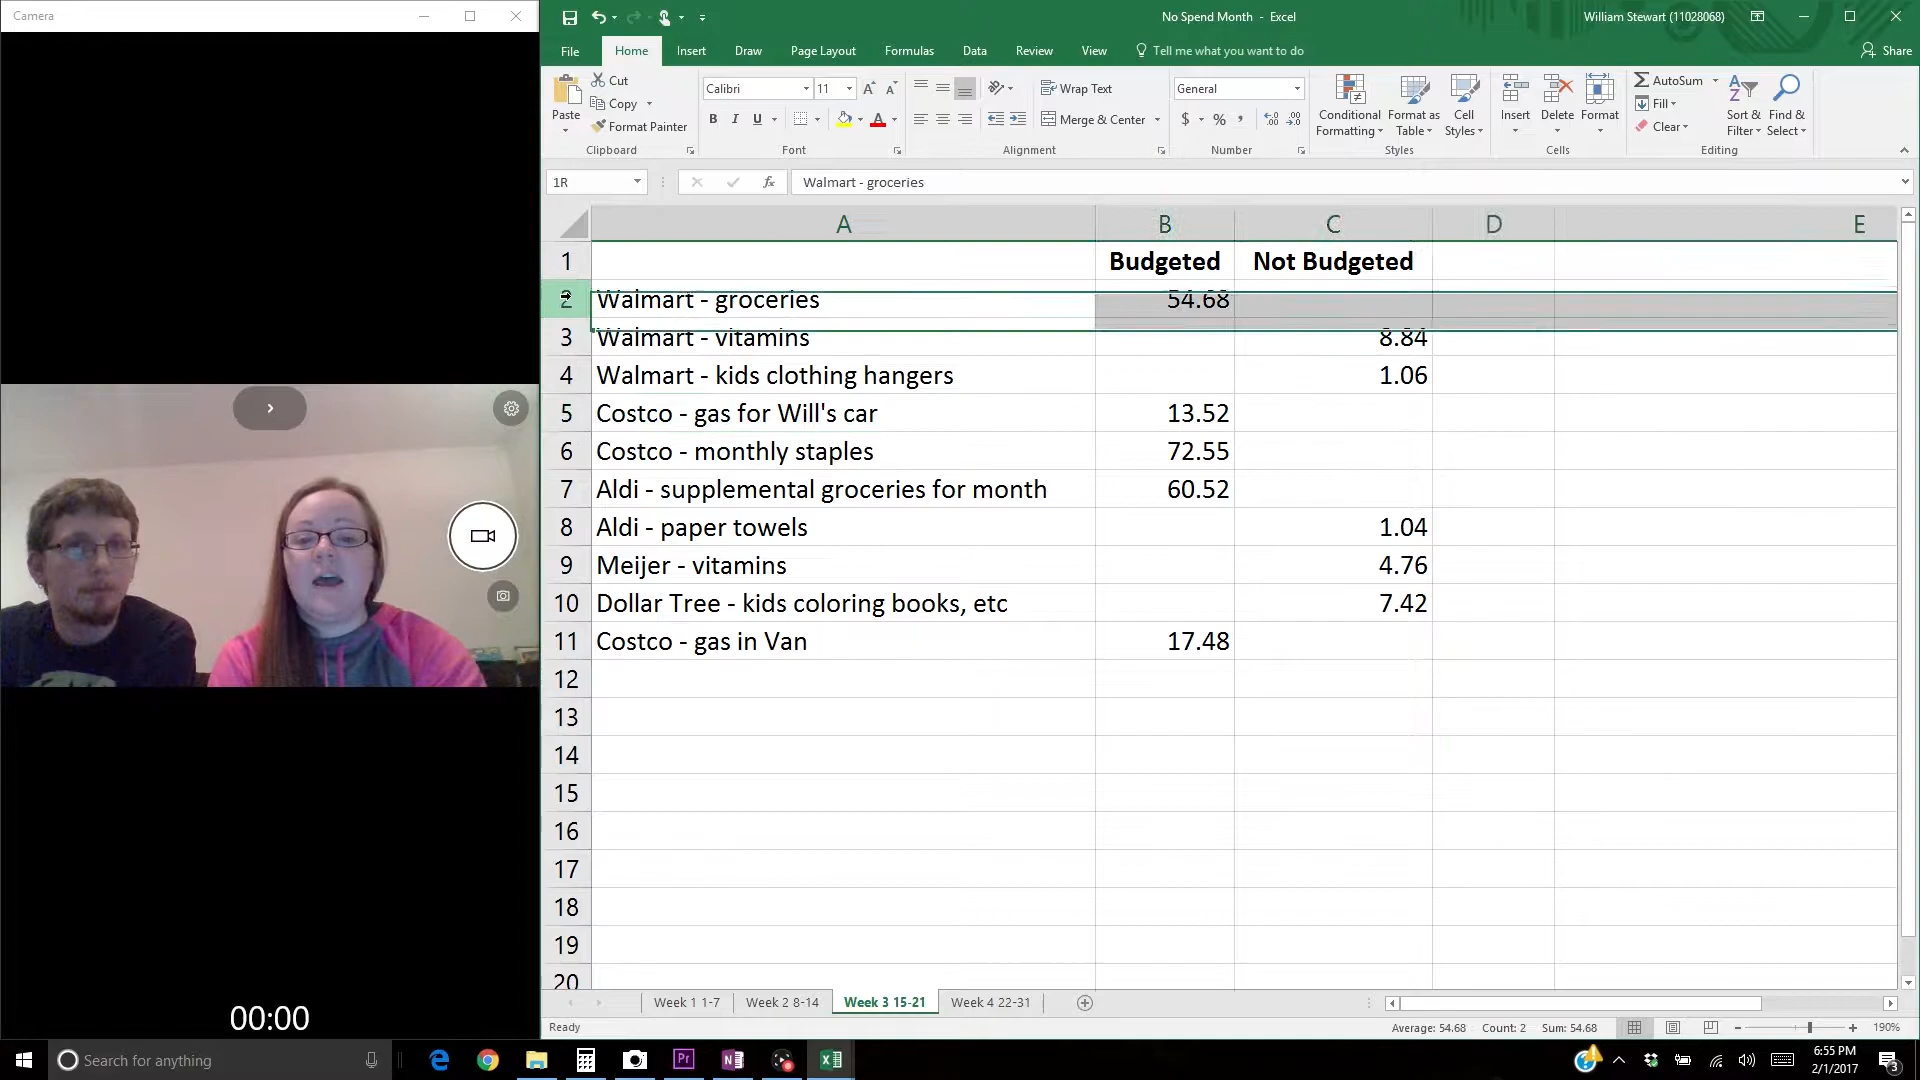 Camera
No Spend Month - Excel
William Stewart (11028068)
File Home Insert Draw Page Layout Formulas Data Review View Tell me what you want to do Share
Paste
Cut
Copy
Format Painter
Clipboard
Calibri 11
B I U
Font
Wrap Text
Merge & Center
Alignment
General
$ % ,
Number
Conditional Formatting
Format as Table
Cell Styles
Styles
Insert Delete Format
Cells
AutoSum
Fill
Clear
Sort & Filter
Find & Select
Editing
1R
fx
Walmart - groceries
A B C D E
1 Budgeted Not Budgeted
2 Walmart - groceries 54.68
3 Walmart - vitamins 8.84
4 Walmart - kids clothing hangers 1.06
5 Costco - gas for Will's car 13.52
6 Costco - monthly staples 72.55
7 Aldi - supplemental groceries for month 60.52
8 Aldi - paper towels 1.04
9 Meijer - vitamins 4.76
10 Dollar Tree - kids coloring books, etc 7.42
11 Costco - gas in Van 17.48
12
13
14
15
16
17
18
19
20
00:00
Week 1 1-7 Week 2 8-14 Week 3 15-21 Week 4 22-31
Ready
Average: 54.68 Count: 2 Sum: 54.68
190%
Search for anything
6:55 PM
2/1/2017
3